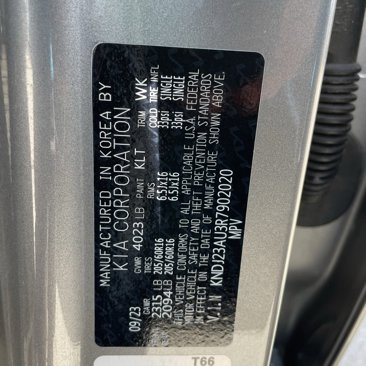 MANUFACTURED IN KOREA BY
KIA CORPORATION
09/23 GVWR 4023 LB PAINT KLT TRIM WK
GAWR TIRES RIMS COLD TIRE INFL
2315 LB 205/60R16 6.5Jx16 33psi SINGLE
2094 LB 205/60R16 6.5Jx16 33psi SINGLE
THIS VEHICLE CONFORMS TO ALL APPLICABLE U.S.A. FEDERAL
MOTOR VEHICLE SAFETY AND THEFT PREVENTION STANDARDS
IN EFFECT ON THE DATE OF MANUFACTURE SHOWN ABOVE.
V.I.N KNDJ23AU3R7902020
MPV
T66